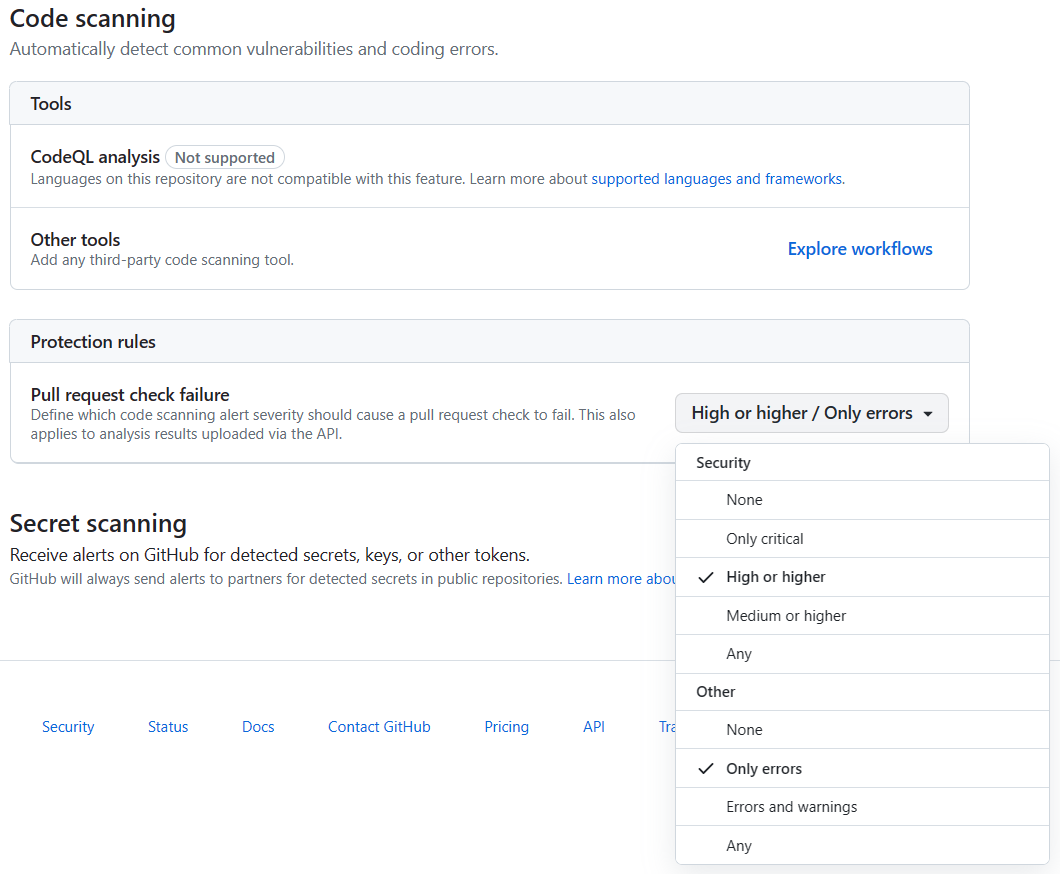 Code scanning
Automatically detect common vulnerabilities and coding errors.
Tools
CodeQL analysis Not supported
Languages on this repository are not compatible with this feature. Learn more about supported languages and frameworks.
Other tools
Add any third-party code scanning tool.
Explore workflows
Protection rules
Pull request check failure
Define which code scanning alert severity should cause a pull request check to fail. This also
applies to analysis results uploaded via the API.
High or higher / Only errors
Security
None
Only critical
High or higher
Medium or higher
Any
Other
None
Only errors
Errors and warnings
Any
Secret scanning
Receive alerts on GitHub for detected secrets, keys, or other tokens.
GitHub will always send alerts to partners for detected secrets in public repositories. Learn more
Security Status Docs Contact GitHub Pricing API